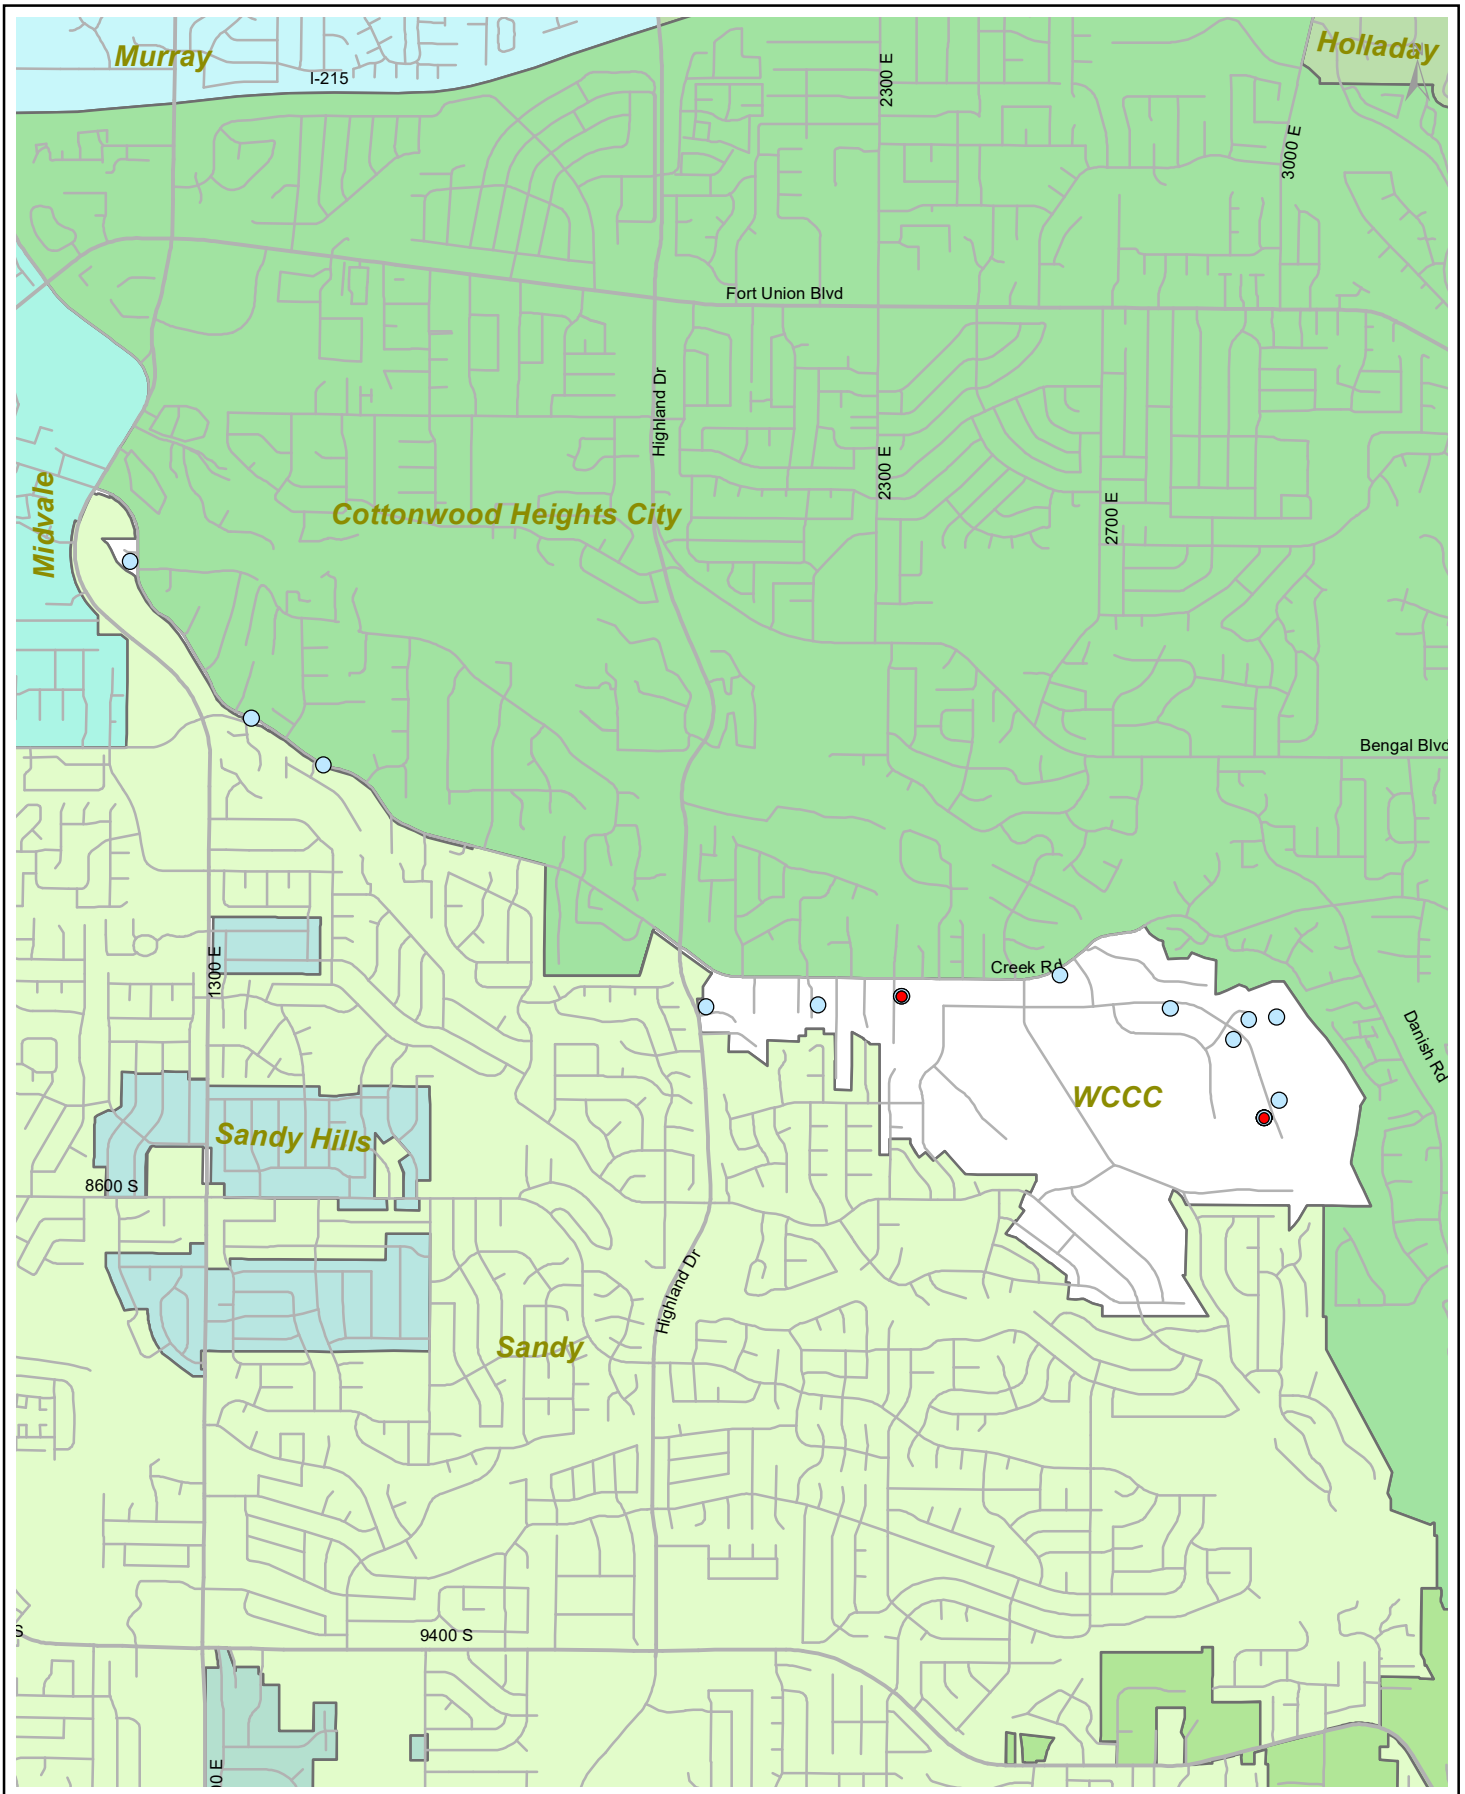 Murray
I-215
2300 E
Holladay
3000 E
Fort Union Blvd
Highland Dr
2300 E
Midvale
Cottonwood Heights City
2700 E
Bengal Blvd
1300 E
Creek Rd
Danish Rd
WCCC
Sandy Hills
8600 S
Highland Dr
Sandy
S
9400 S
00 E